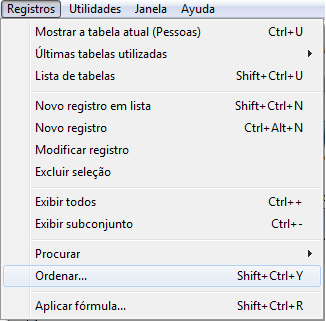 Registros Utilidades Janela Ayuda
Mostrar a tabela atual (Pessoas) Ctrl+U
Últimas tabelas utilizadas
Lista de tabelas Shift+Ctrl+U
Novo registro em lista Shift+Ctrl+N
Novo registro Ctrl+Alt+N
Modificar registro
Excluir seleção
Exibir todos Ctrl++
Exibir subconjunto Ctrl+-
Procurar
Ordenar... Shift+Ctrl+Y
Aplicar fórmula... Shift+Ctrl+R